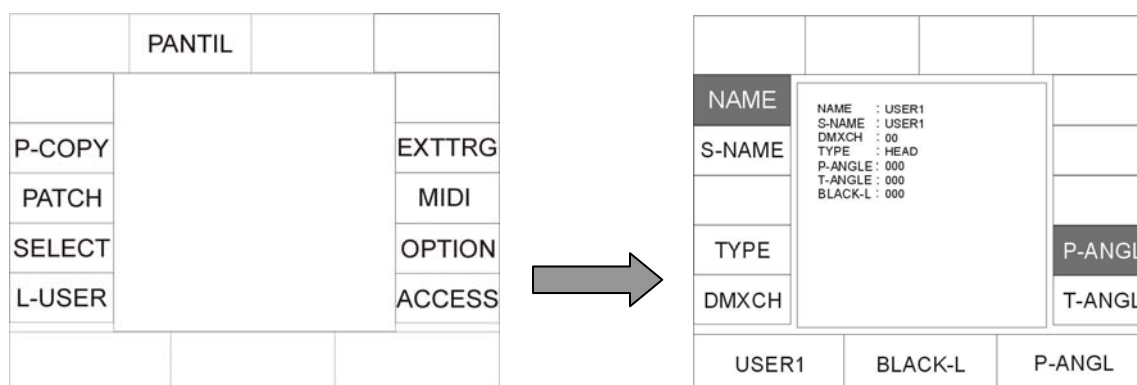 PANTIL
P-COPY
PATCH
SELECT
L-USER
EXTTRG
MIDI
OPTION
ACCESS
NAME
S-NAME
TYPE
DMXCH
NAME : USER1
S-NAME : USER1
DMXCH : 00
TYPE : HEAD
P-ANGLE : 000
T-ANGLE : 000
BLACK-L : 000
P-ANGL
T-ANGL
USER1 BLACK-L P-ANGL